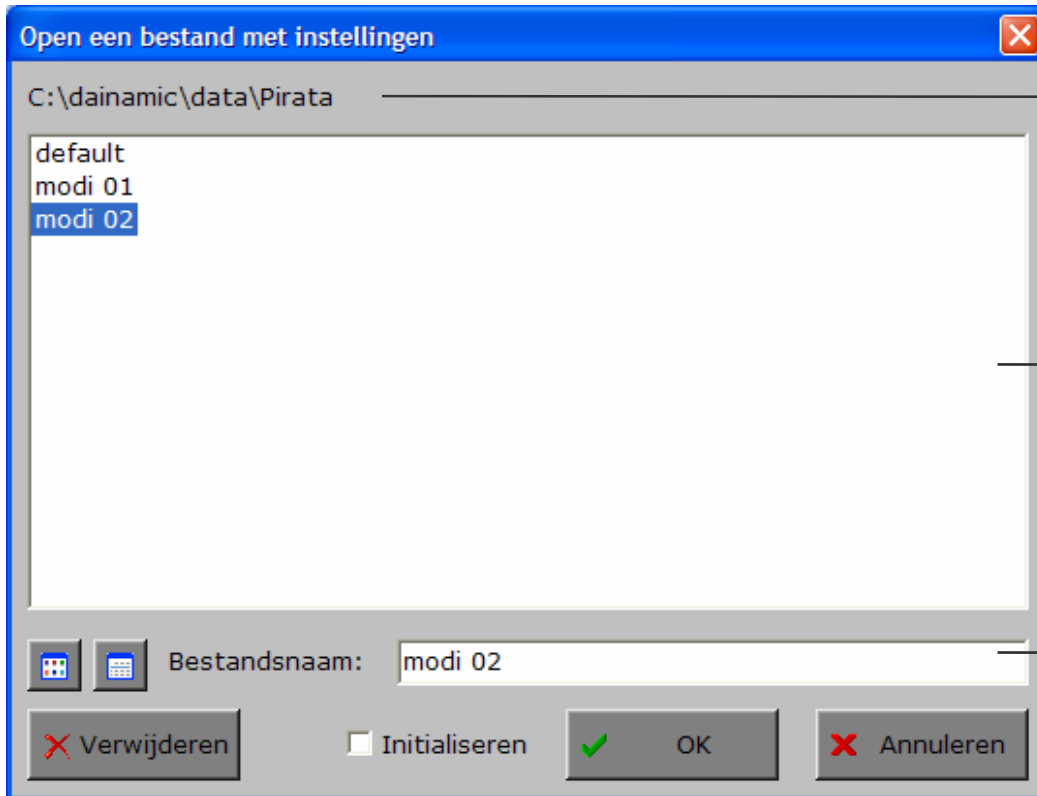 Open een bestand met instellingen
C:\dainamic\data\Pirata
default
modi 01
modi 02
Bestandsnaam: modi 02
Verwijderen Initialiseren OK Annuleren